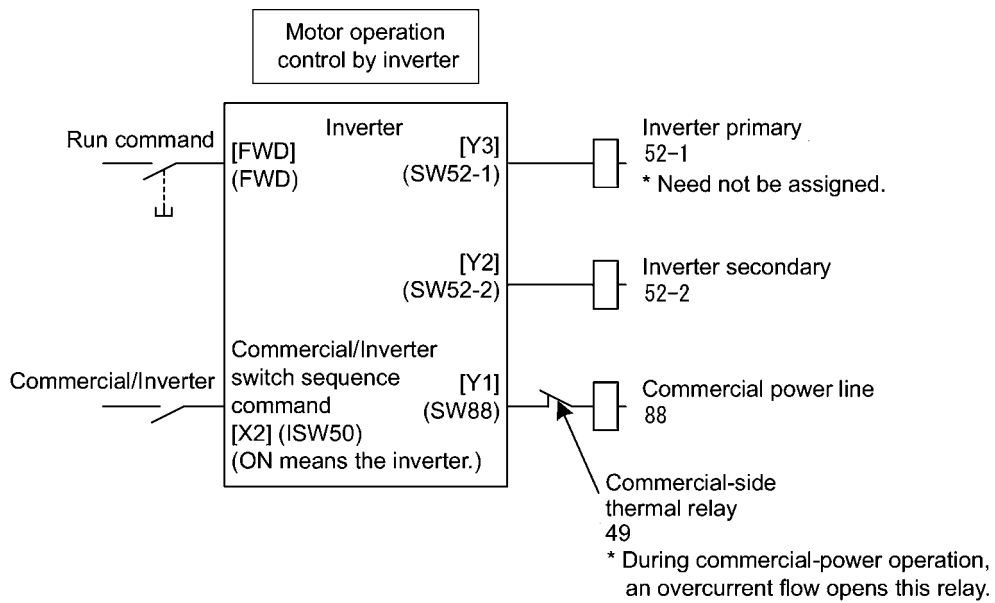 Motor operation
control by inverter
Run command
Inverter
[FWD]
(FWD)
[Y3]
(SW52-1)
Inverter primary
52-1
* Need not be assigned.
[Y2]
(SW52-2)
Inverter secondary
52-2
Commercial/Inverter
Commercial/Inverter
switch sequence
command
[X2] (ISW50)
(ON means the inverter.)
[Y1]
(SW88)
Commercial power line
88
Commercial-side
thermal relay
49
* During commercial-power operation,
an overcurrent flow opens this relay.